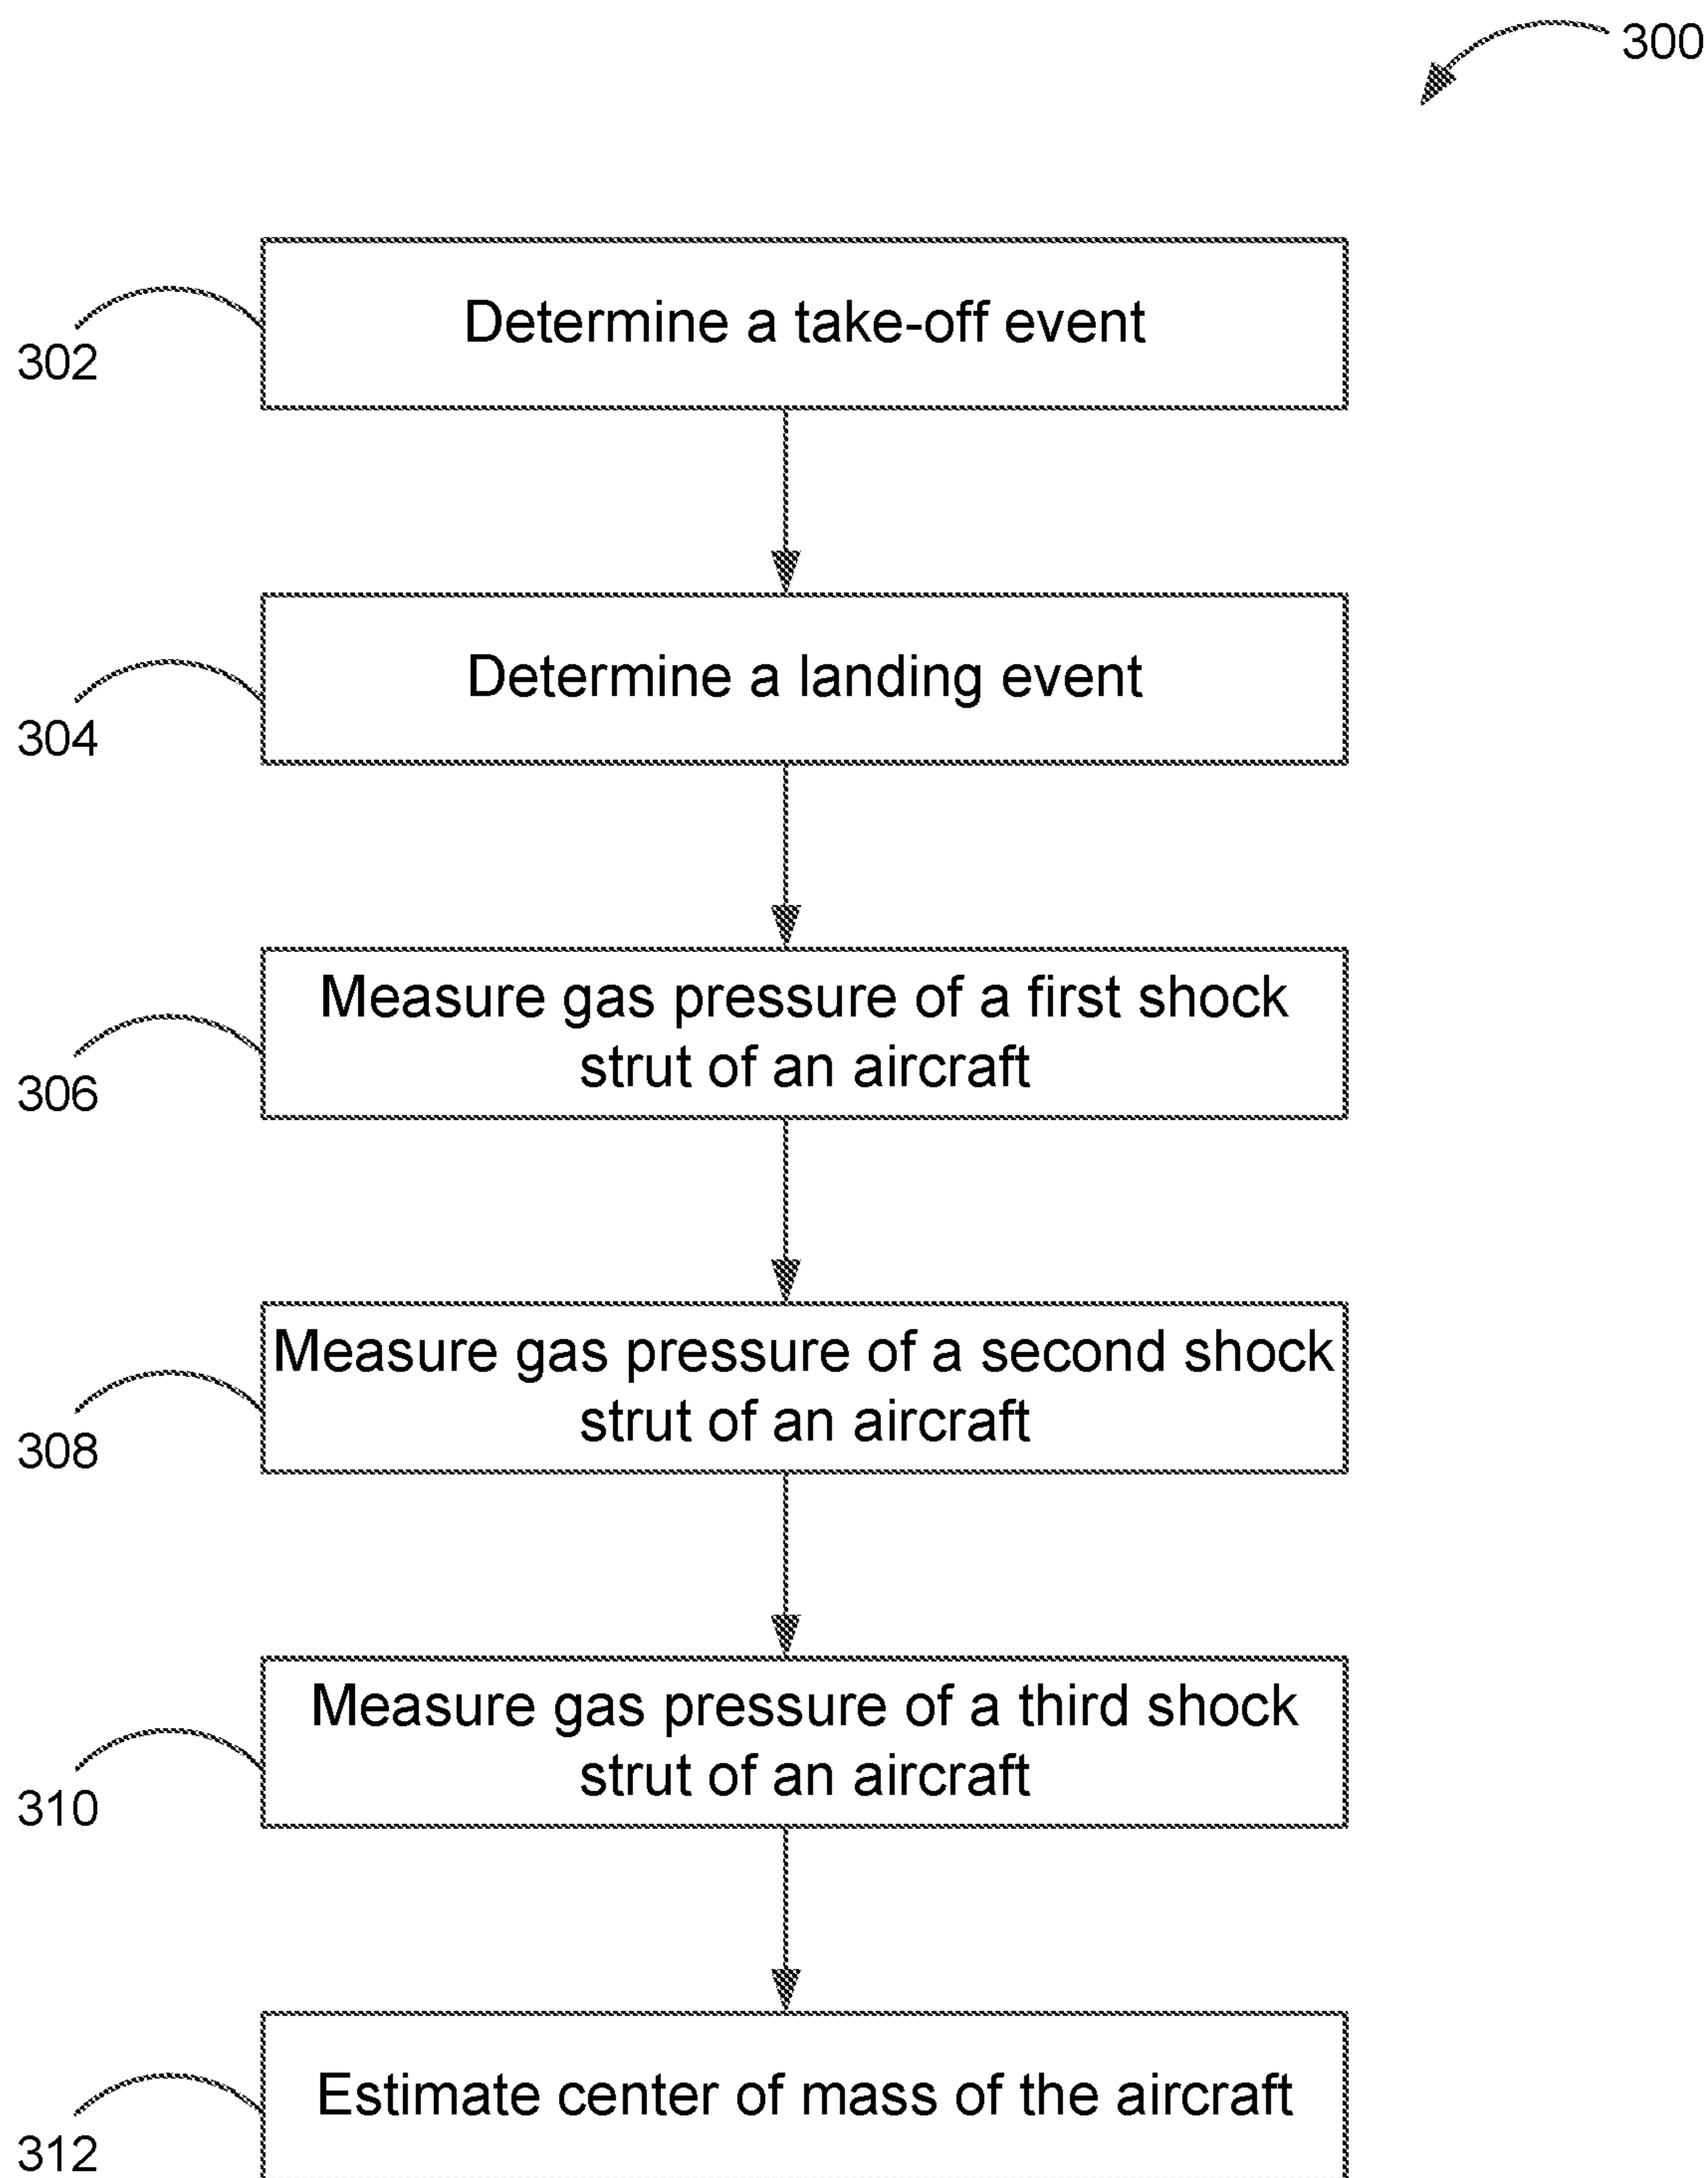 300
Determine a take-off event
302
Determine a landing event
304
Measure gas pressure of a first shock
strut of an aircraft
306
Measure gas pressure of a second shock
strut of an aircraft
308
Measure gas pressure of a third shock
strut of an aircraft
310
Estimate center of mass of the aircraft
312